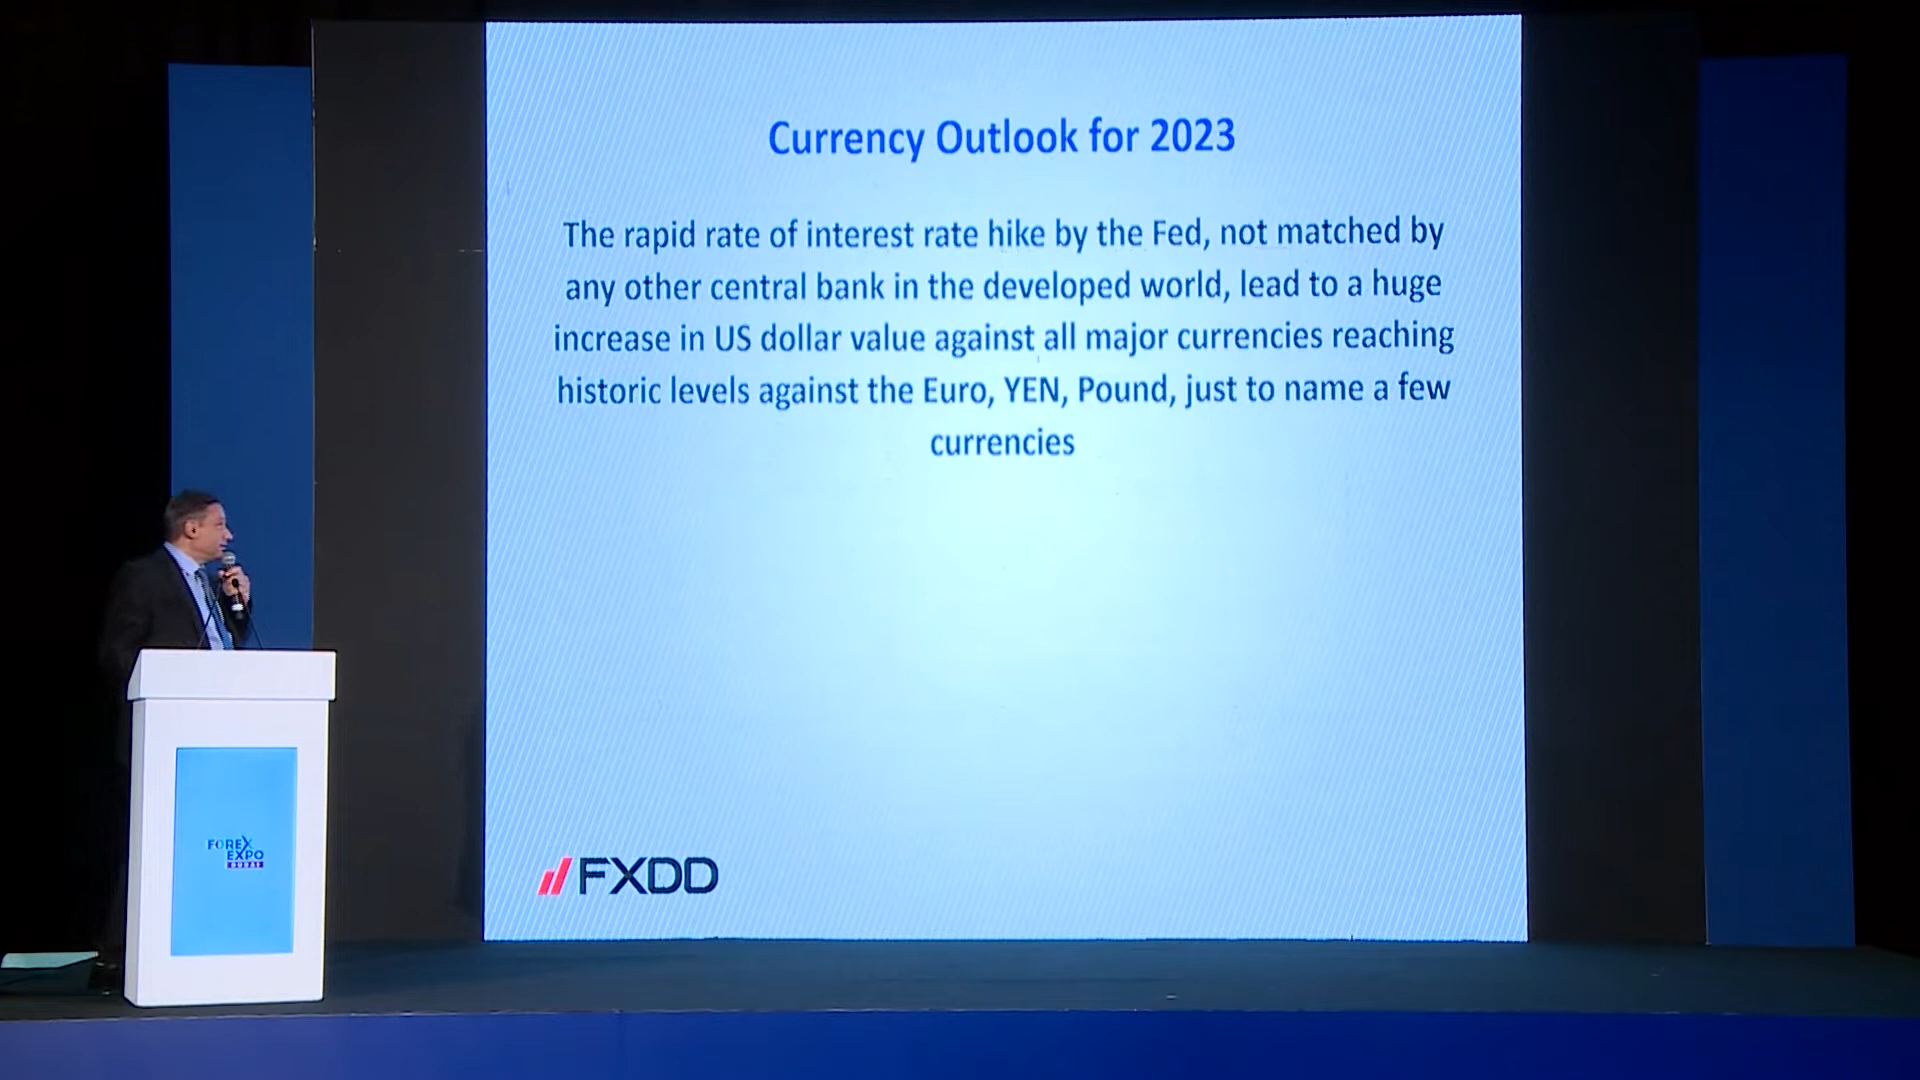 Currency Outlook for 2023
The rapid rate of interest rate hike by the Fed, not matched by
any other central bank in the developed world, lead to a huge
increase in US dollar value against all major currencies reaching
historic levels against the Euro, YEN, Pound, just to name a few
currencies
FXDD
FOREX
EXPO
DUBAI